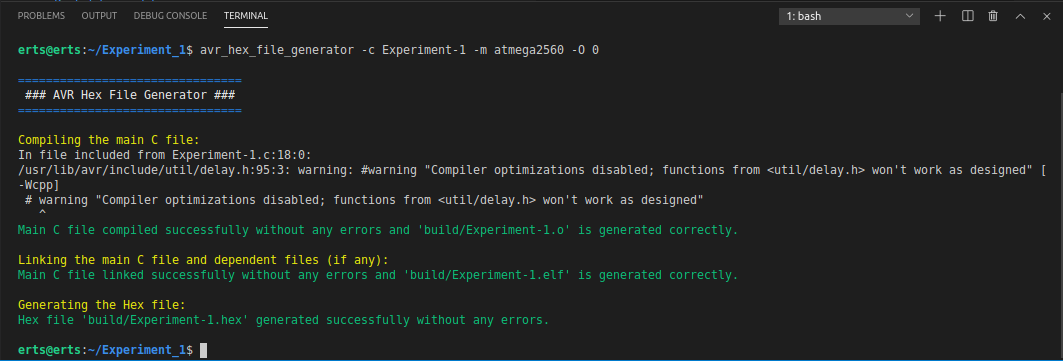 PROBLEMS OUTPUT DEBUG CONSOLE TERMINAL 1: bash
erts@erts:~/Experiment_1$ avr_hex_file_generator -c Experiment-1 -m atmega2560 -O 0
================================
### AVR Hex File Generator ###
================================
Compiling the main C file:
In file included from Experiment-1.c:18:0:
/usr/lib/avr/include/util/delay.h:95:3: warning: #warning "Compiler optimizations disabled; functions from <util/delay.h> won't work as designed" [
-Wcpp]
# warning "Compiler optimizations disabled; functions from <util/delay.h> won't work as designed"
^
Main C file compiled successfully without any errors and 'build/Experiment-1.o' is generated correctly.
Linking the main C file and dependent files (if any):
Main C file linked successfully without any errors and 'build/Experiment-1.elf' is generated correctly.
Generating the Hex file:
Hex file 'build/Experiment-1.hex' generated successfully without any errors.
erts@erts:~/Experiment_1$